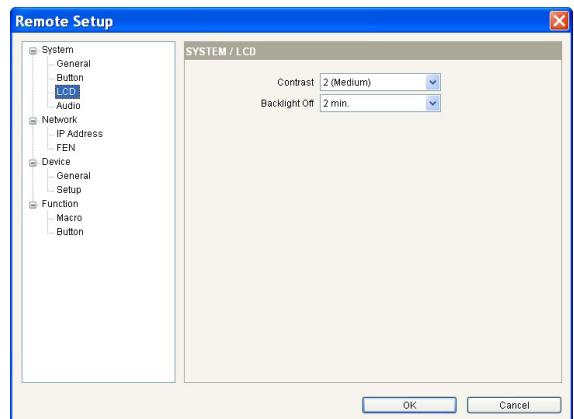 Remote Setup
System
General
Button
LCD
Audio
Network
IP Address
FEN
Device
General
Setup
Function
Macro
Button
SYSTEM / LCD
Contrast 2 (Medium)
Backlight Off 2 min.
OK Cancel